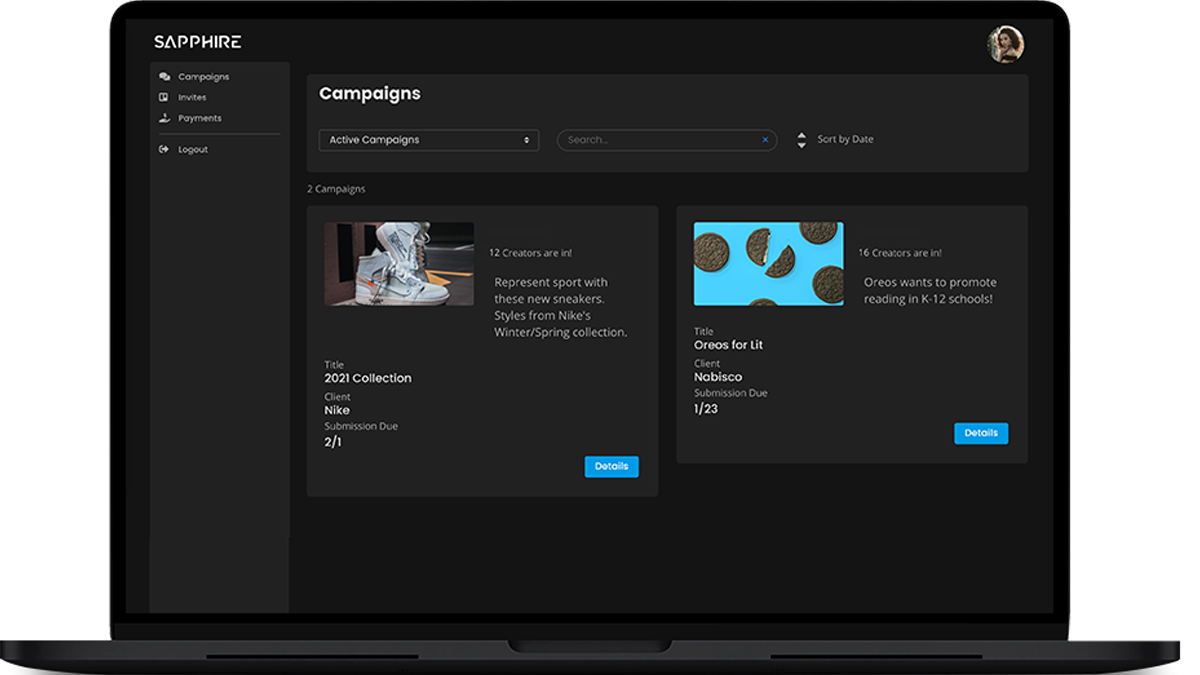 SAPPHIRE
Campaigns
Invites
Payments
Logout
Campaigns
Active Campaigns
Search...
Sort by Date
2 Campaigns
12 Creators are in!
Represent sport with
these new sneakers.
Styles from Nike's
Winter/Spring collection.
Title
2021 Collection
Client
Nike
Submission Due
2/1
Details
16 Creators are in!
Oreos wants to promote
reading in K-12 schools!
Title
Oreos for Lit
Client
Nabisco
Submission Due
1/23
Details